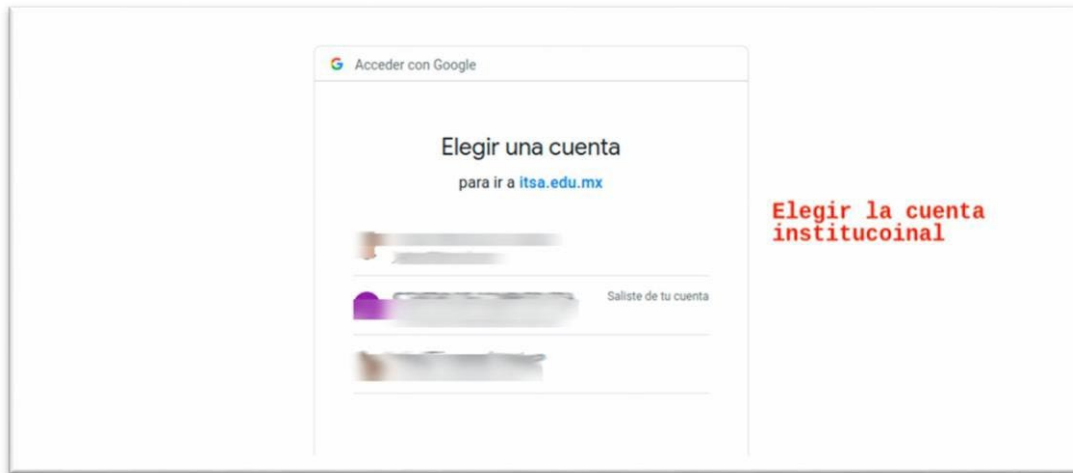 Acceder con Google
Elegir una cuenta
para ir a itsa.edu.mx
Elegir la cuenta
institucoinal
Saliste de tu cuenta